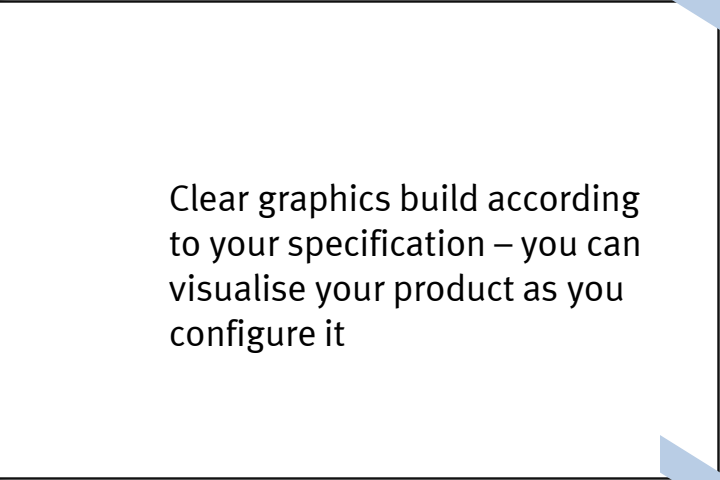 Clear graphics build according
to your specification – you can
visualise your product as you
configure it